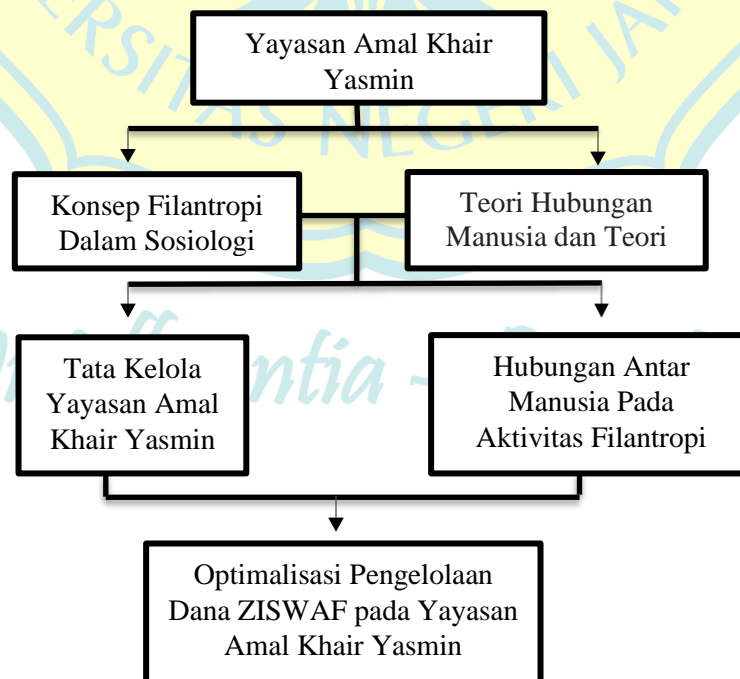 Yayasan Amal Khair
Yasmin
Konsep Filantropi
Dalam Sosiologi
Teori Hubungan
Manusia dan Teori
Tata Kelola
Yayasan Amal
Khair Yasmin
Hubungan Antar
Manusia Pada
Aktivitas Filantropi
Optimalisasi Pengelolaan
Dana ZISWAF pada Yayasan
Amal Khair Yasmin